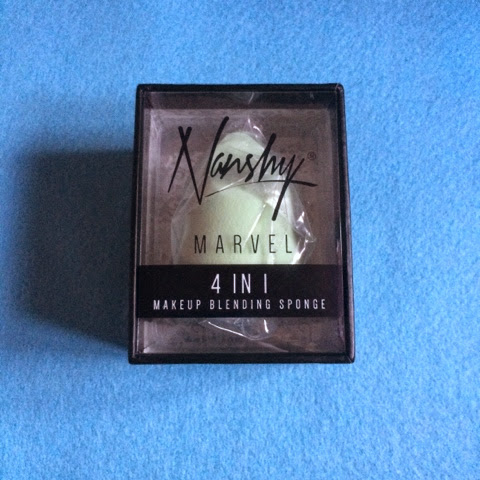 Nanshy®
MARVEL
4 IN 1
MAKEUP BLENDING SPONGE